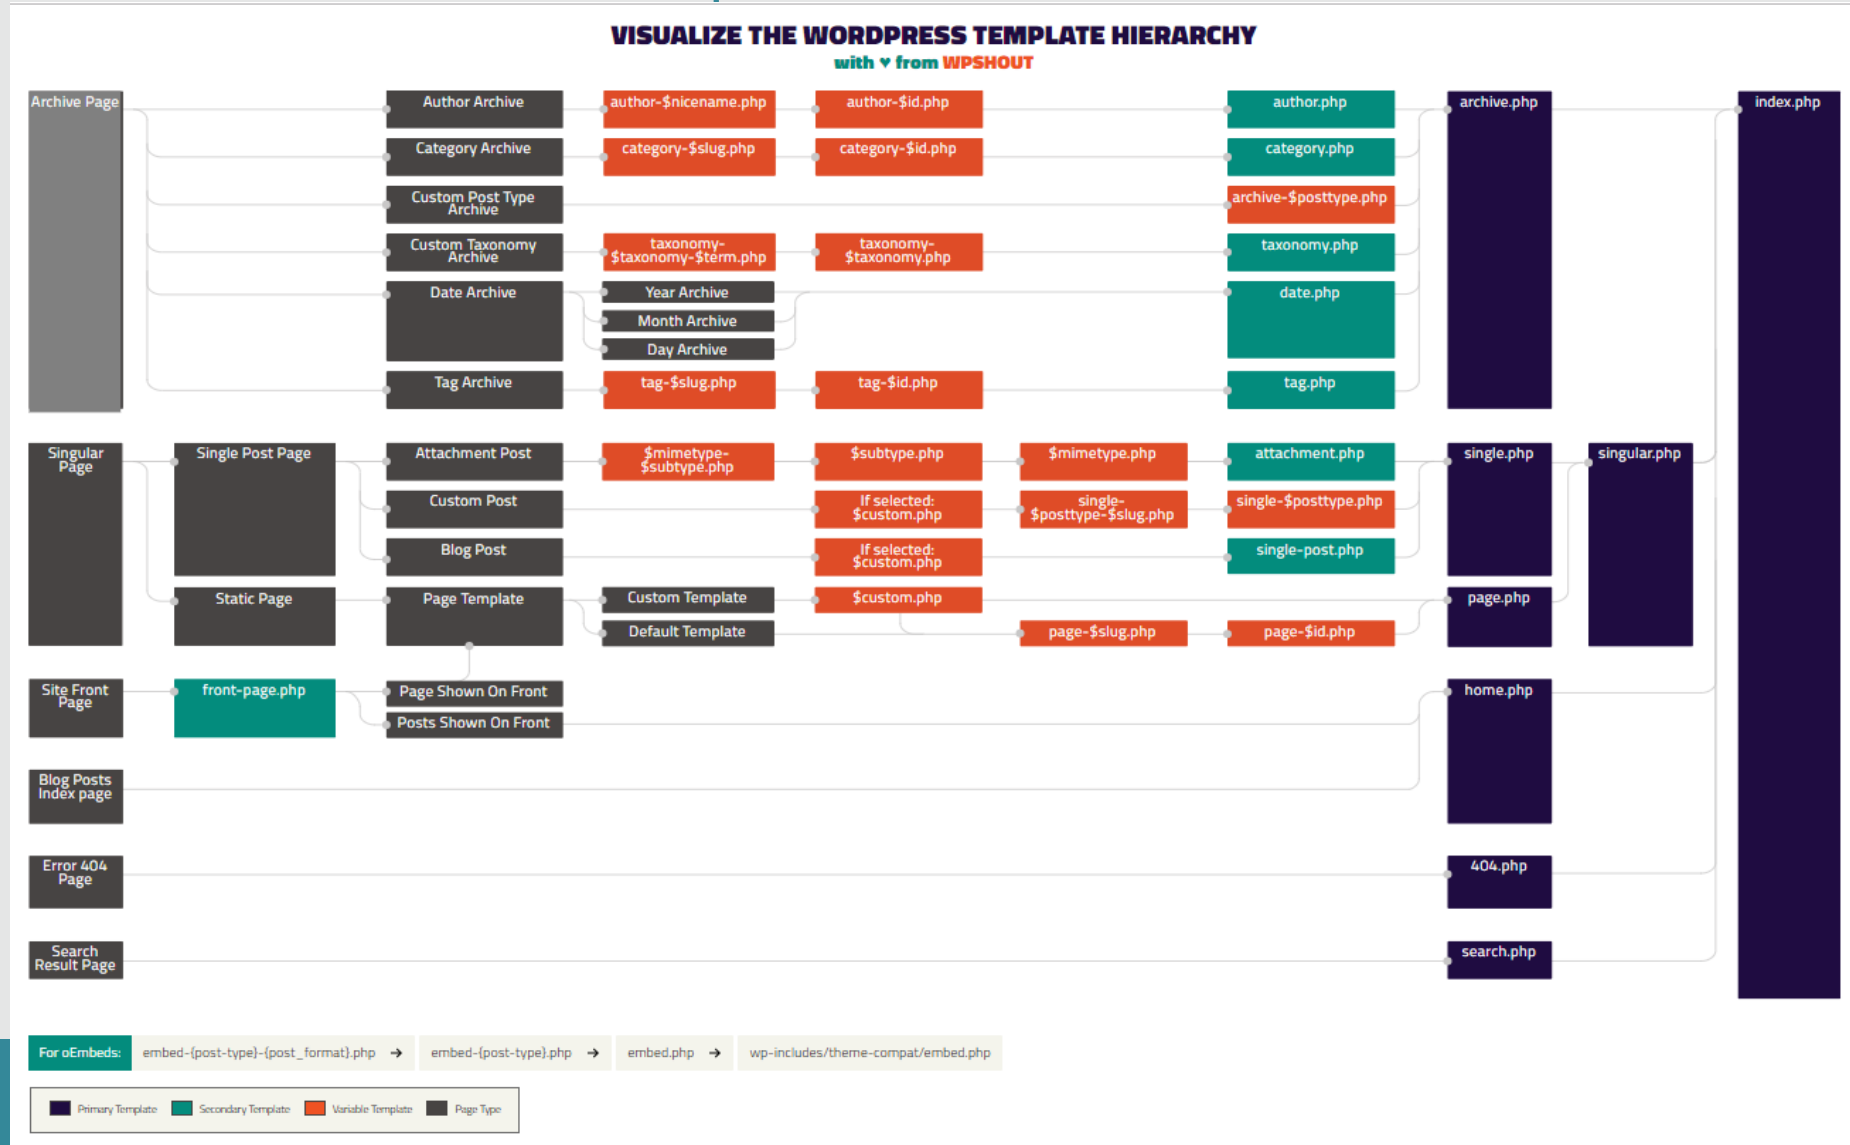 VISUALIZE THE WORDPRESS TEMPLATE HIERARCHY
with ♥ from WPSHOUT
Archive Page
Author Archive
author-$nicename.php
author-$id.php
author.php
archive.php
index.php
Category Archive
category-$slug.php
category-$id.php
category.php
Custom Post Type
Archive
archive-$posttype.php
Custom Taxonomy
Archive
taxonomy-
$taxonomy-$term.php
taxonomy-
$taxonomy.php
taxonomy.php
Date Archive
Year Archive
Month Archive
Day Archive
date.php
Tag Archive
tag-$slug.php
tag-$id.php
tag.php
Singular
Page
Single Post Page
Attachment Post
$mimetype-
$subtype.php
$subtype.php
$mimetype.php
attachment.php
single.php
singular.php
Custom Post
If selected:
$custom.php
single-
$posttype-$slug.php
single-$posttype.php
Blog Post
If selected:
$custom.php
single-post.php
Static Page
Page Template
Custom Template
$custom.php
page.php
Default Template
page-$slug.php
page-$id.php
Site Front
Page
front-page.php
Page Shown On Front
Posts Shown On Front
home.php
Blog Posts
Index page
Error 404
Page
404.php
Search
Result Page
search.php
For oEmbeds:
embed-{post-type}-{post_format}.php →
embed-{post-type}.php →
embed.php →
wp-includes/theme-compat/embed.php
Primary Template
Secondary Template
Variable Template
Page Type